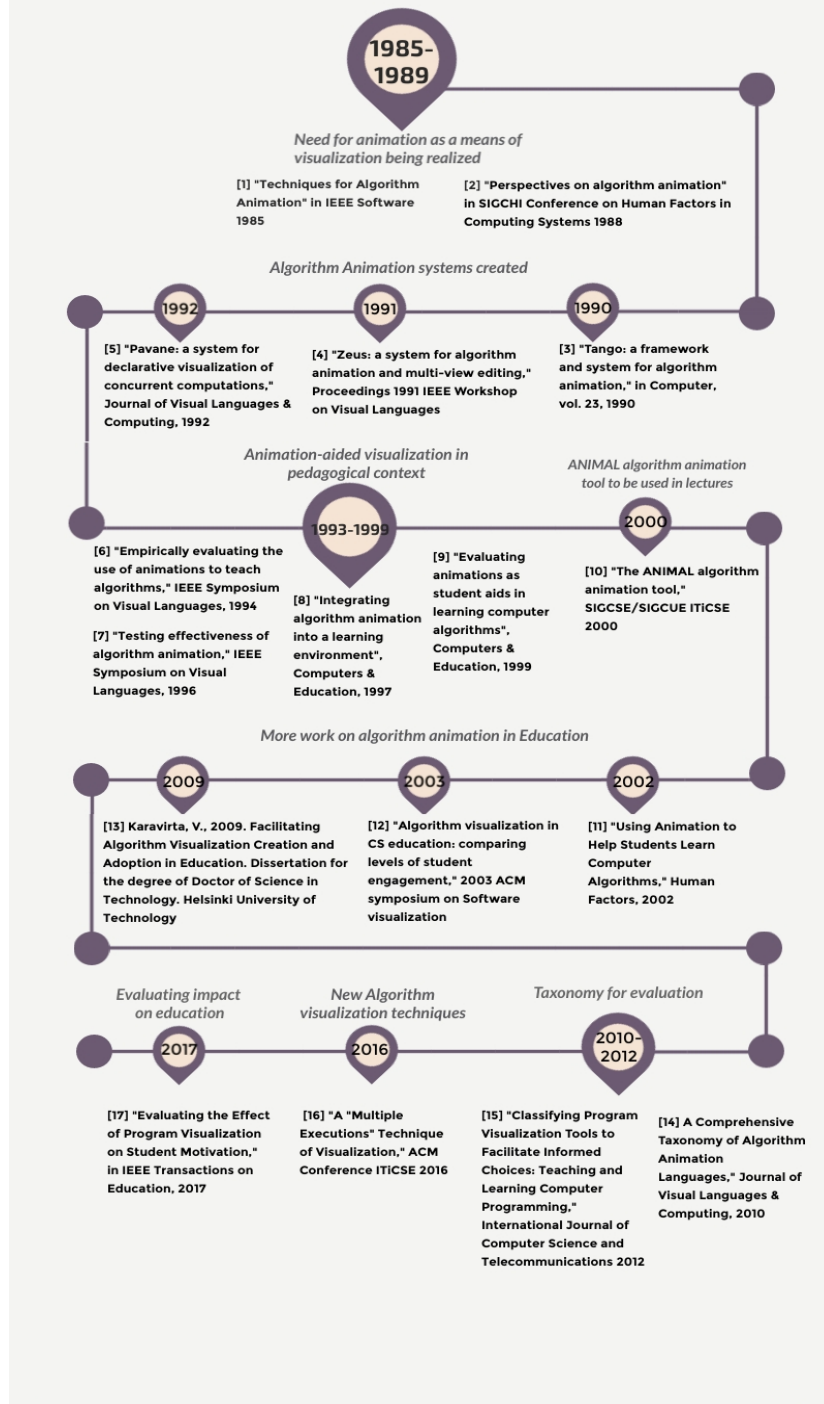 1985-
1989
Need for animation as a means of
visualization being realized
[1] "Techniques for Algorithm
Animation" in IEEE Software
1985
[2] "Perspectives on algorithm animation"
in SIGCHI Conference on Human Factors in
Computing Systems 1988
Algorithm Animation systems created
1992
1991
1990
[5] "Pavane: a system for
declarative visualization of
concurrent computations,"
Journal of Visual Languages &
Computing, 1992
[4] "Zeus: a system for algorithm
animation and multi-view editing,"
Proceedings 1991 IEEE Workshop
on Visual Languages
[3] "Tango: a framework
and system for algorithm
animation," in Computer,
vol. 23, 1990
Animation-aided visualization in
pedagogical context
ANIMAL algorithm animation
tool to be used in lectures
1993-1999
2000
[6] "Empirically evaluating the
use of animations to teach
algorithms," IEEE Symposium
on Visual Languages, 1994
[7] "Testing effectiveness of
algorithm animation," IEEE
Symposium on Visual
Languages, 1996
[8] "Integrating
algorithm animation
into a learning
environment",
Computers &
Education, 1997
[9] "Evaluating
animations as
student aids in
learning computer
algorithms",
Computers &
Education, 1999
[10] "The ANIMAL algorithm
animation tool,"
SIGCSE/SIGCUE ITiCSE
2000
More work on algorithm animation in Education
2009
2003
2002
[13] Karavirta, V., 2009. Facilitating
Algorithm Visualization Creation and
Adoption in Education. Dissertation for
the degree of Doctor of Science in
Technology. Helsinki University of
Technology
[12] "Algorithm visualization in
CS education: comparing
levels of student
engagement," 2003 ACM
symposium on Software
visualization
[11] "Using Animation to
Help Students Learn
Computer
Algorithms," Human
Factors, 2002
Evaluating impact
on education
New Algorithm
visualization techniques
Taxonomy for evaluation
2017
2016
2010-
2012
[17] "Evaluating the Effect
of Program Visualization
on Student Motivation,"
in IEEE Transactions on
Education, 2017
[16] "A "Multiple
Executions" Technique
of Visualization," ACM
Conference ITiCSE 2016
[15] "Classifying Program
Visualization Tools to
Facilitate Informed
Choices: Teaching and
Learning Computer
Programming,"
International Journal of
Computer Science and
Telecommunications 2012
[14] A Comprehensive
Taxonomy of Algorithm
Animation
Languages," Journal of
Visual Languages &
Computing, 2010